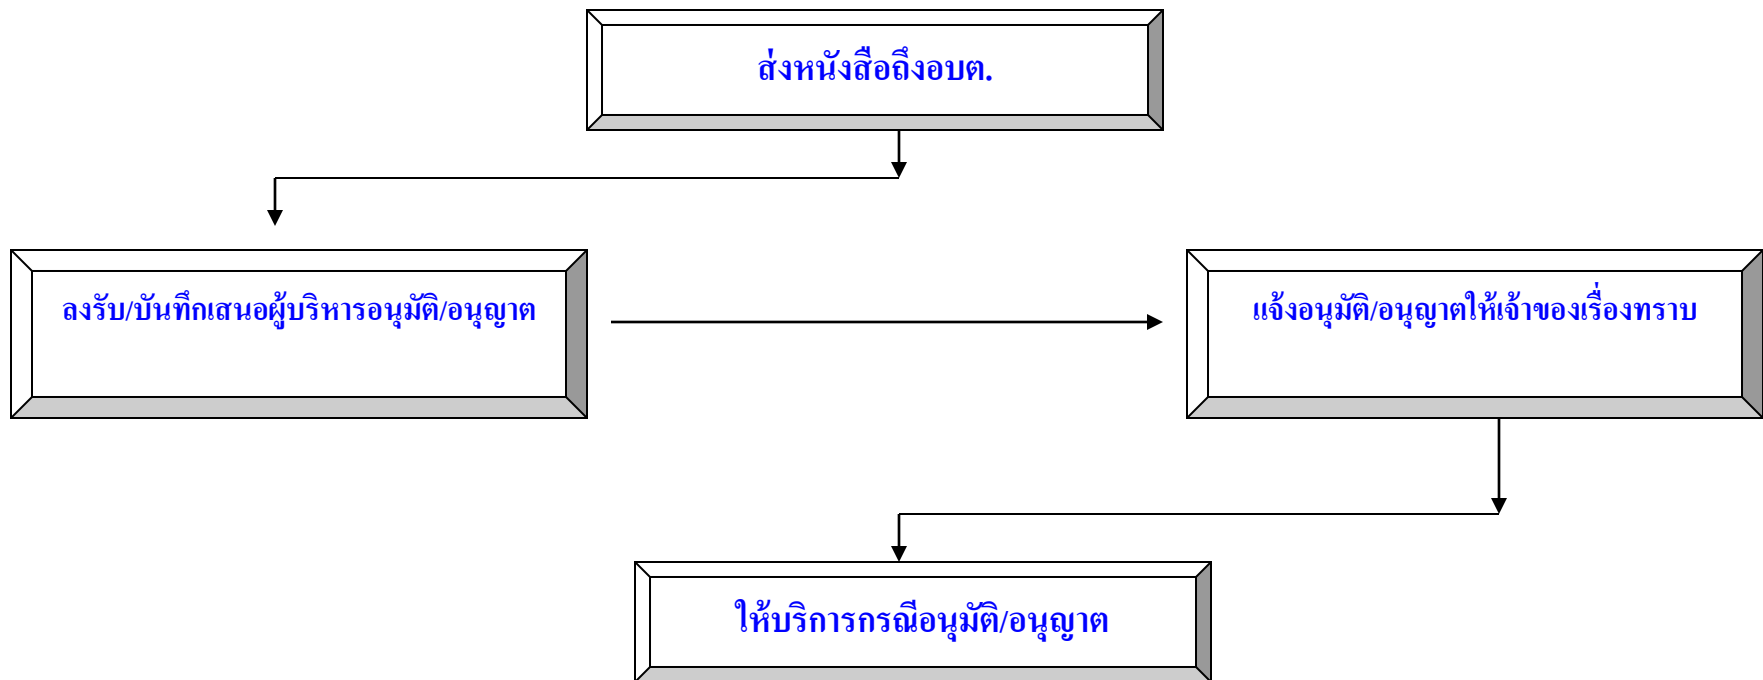 ส่งหนังสือถึงอบต.
ลงรับ/บันทึกเสนอผู้บริหารอนุมัติ/อนุญาต
แจ้งอนุมัติ/อนุญาตให้เจ้าของเรื่องทราบ
ให้บริการกรณีอนุมัติ/อนุญาต